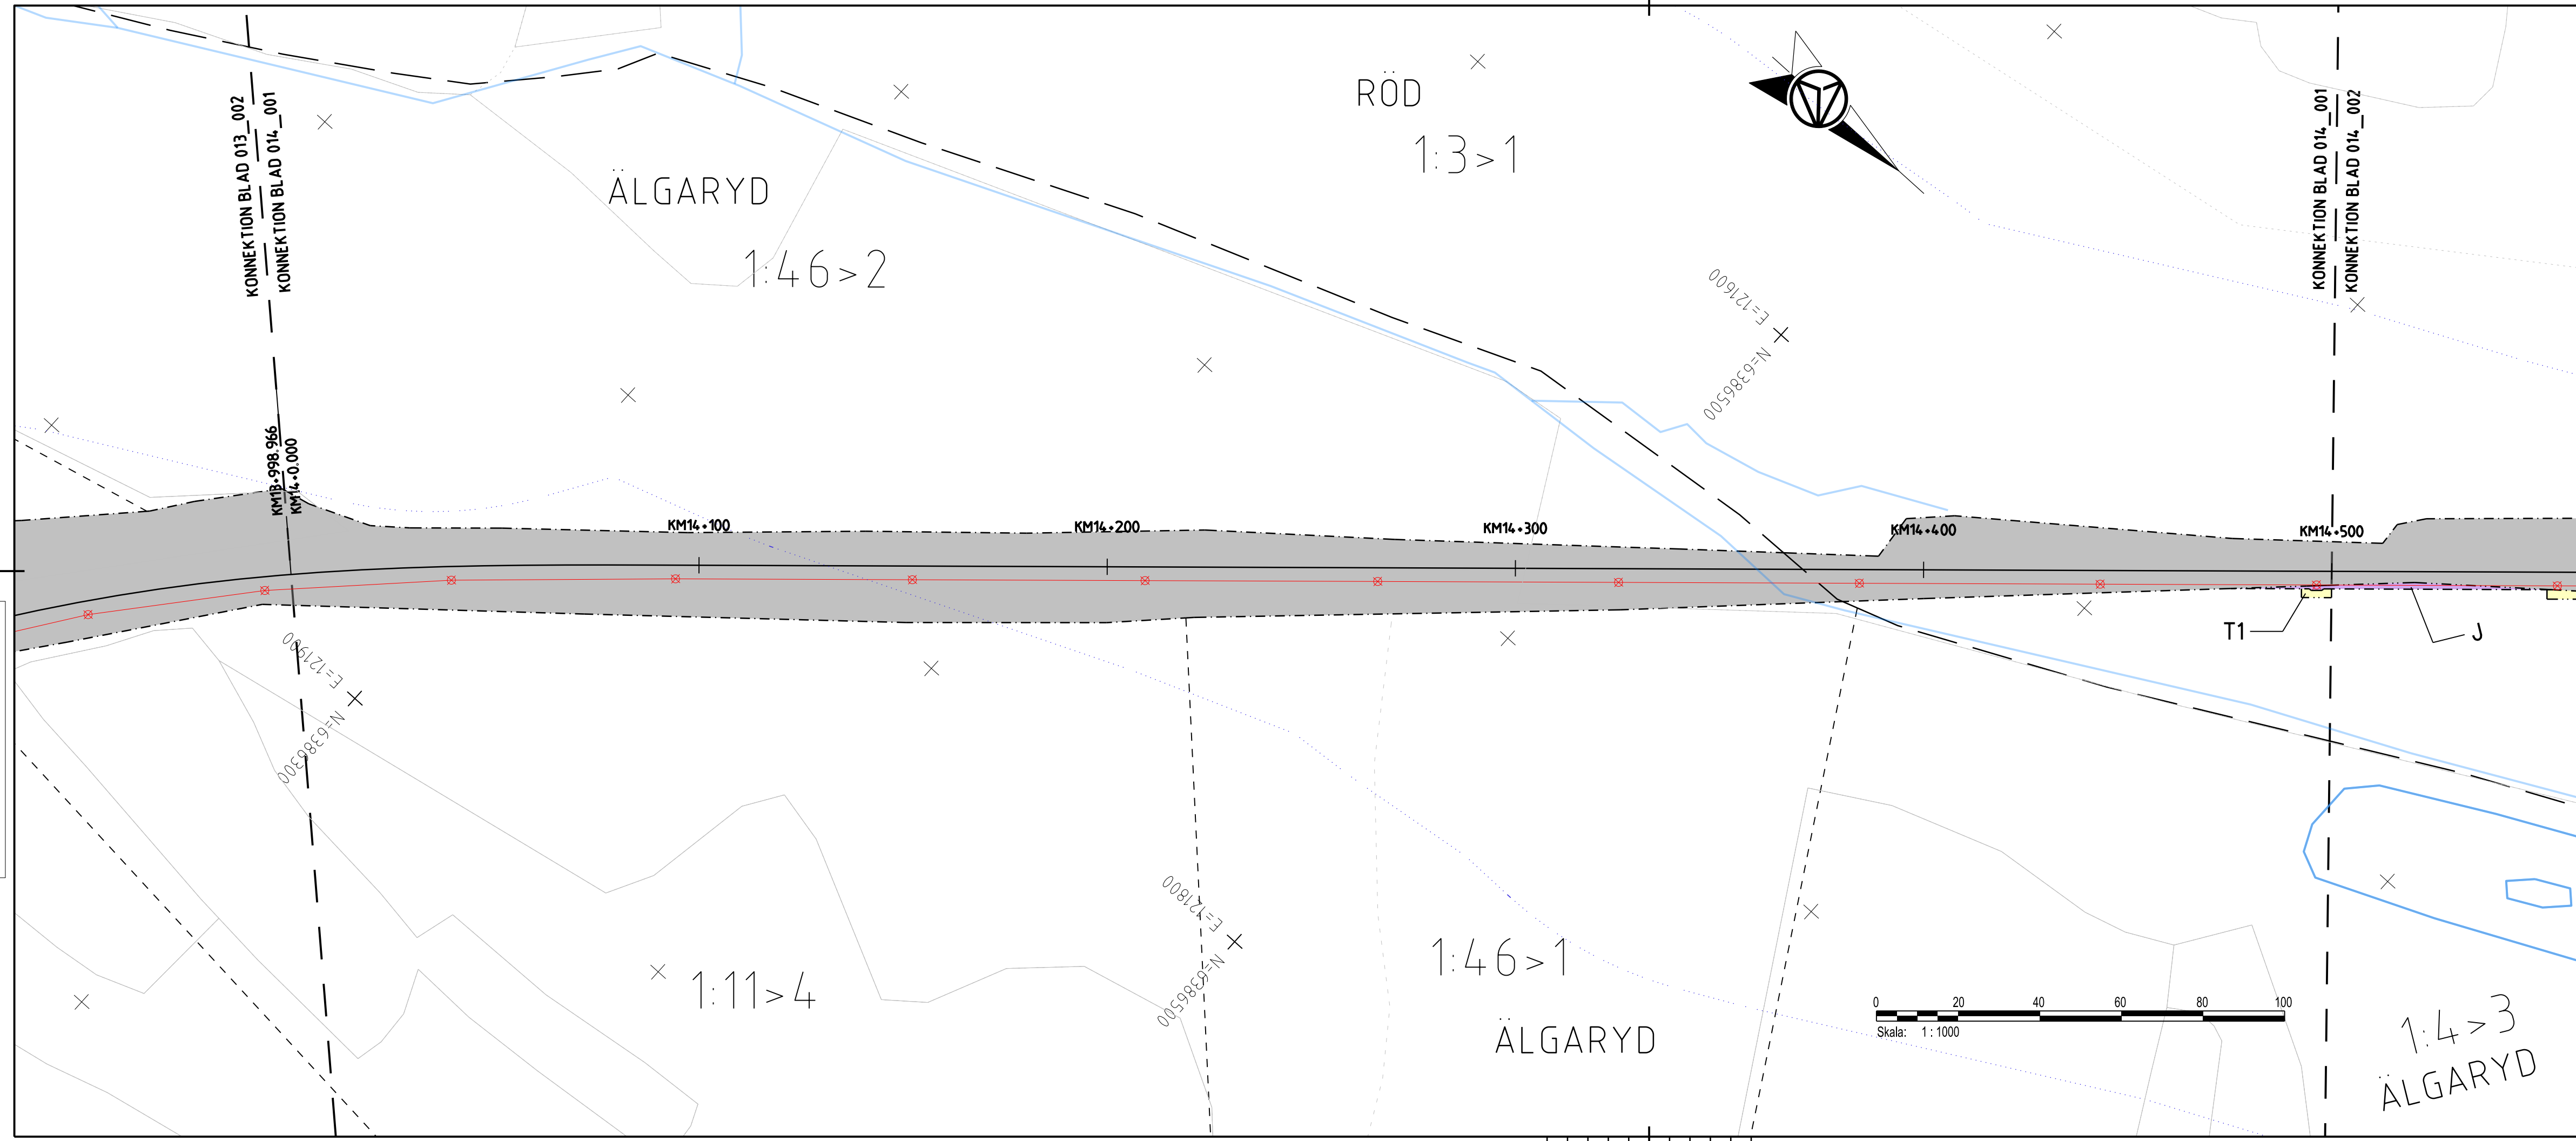 KONNEKTION BLAD 013_002
KONNEKTION BLAD 014_001
RÖD
1:3>1
ÄLGARYD
1:46>2
KONNEKTION BLAD 014_001
KONNEKTION BLAD 014_002
E=121600
N=6386500
KM13+998.966
KM14+0.000
KM14+100
KM14+200
KM14+300
KM14+400
KM14+500
T1
J
E=121900
N=6386300
E=121800
N=6386500
1:11>4
1:46>1
ÄLGARYD
0 20 40 60 80 100
Skala: 1 : 1000
1:4>3
ÄLGARYD